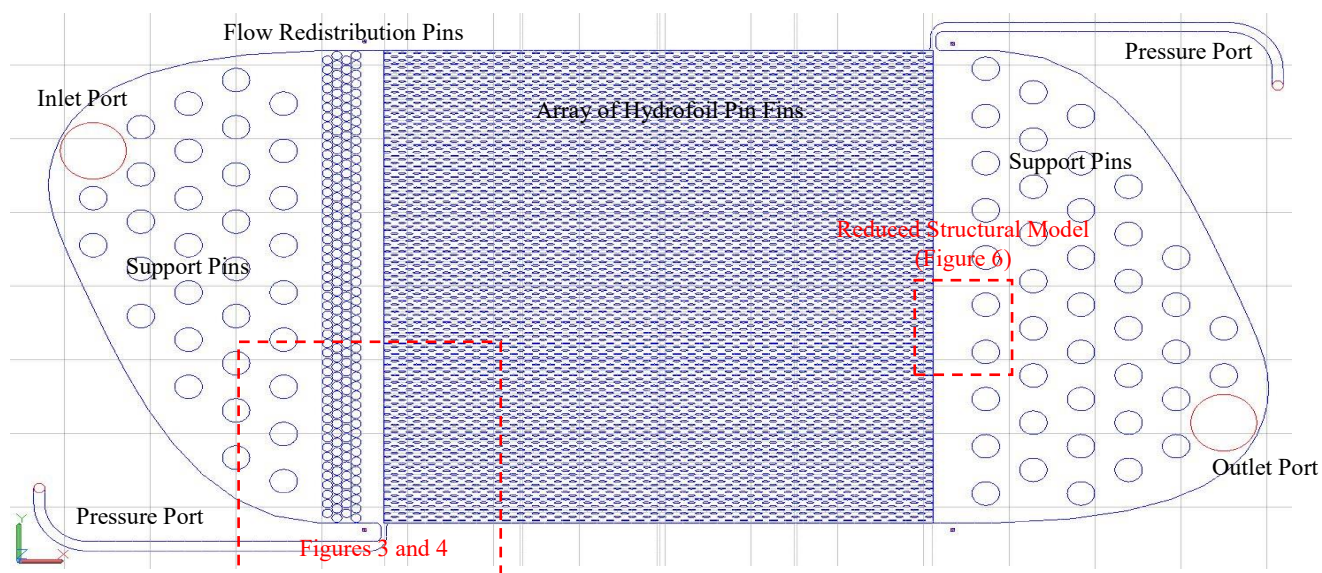 Flow Redistribution Pins
Pressure Port
Inlet Port
Array of Hydrofoil Pin Fins
Support Pins
Reduced Structural Model
(Figure 6)
Support Pins
Outlet Port
Pressure Port
Figures 3 and 4
Y
X